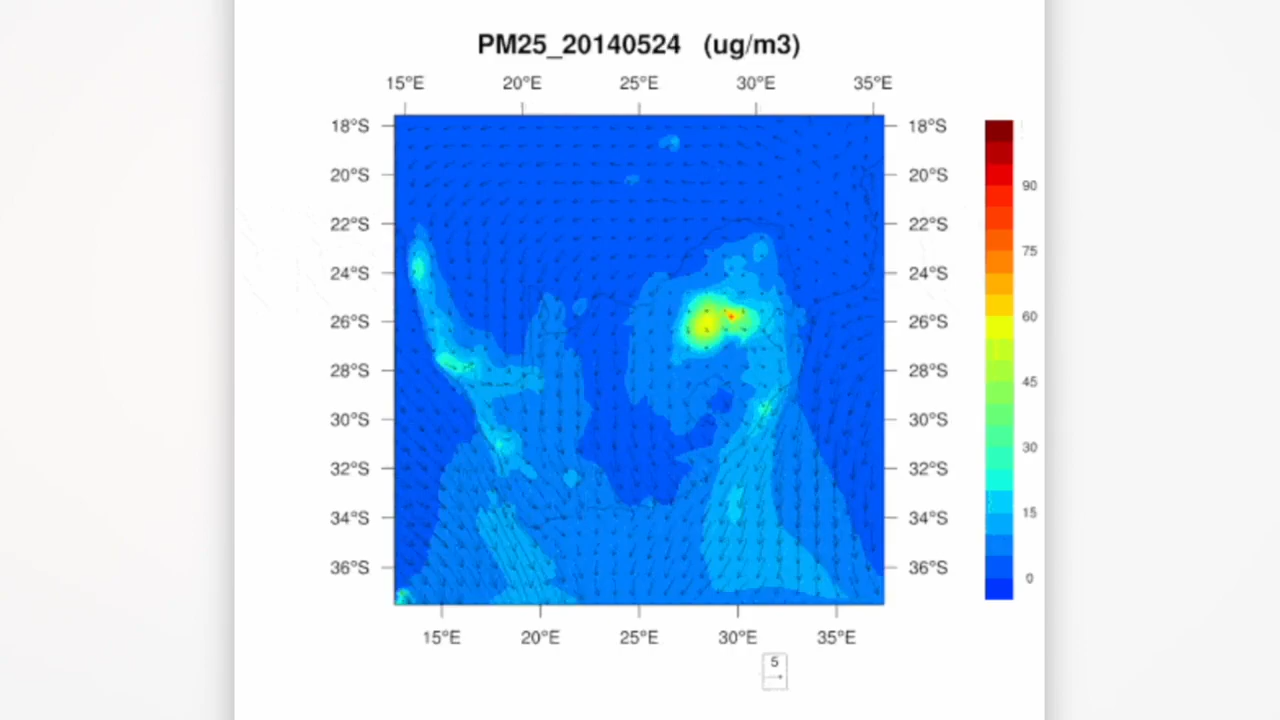 PM25_20140524 (ug/m3)
15°E 20°E 25°E 30°E 35°E
18°S 18°S
20°S 20°S
22°S 22°S
24°S 24°S
26°S 26°S
28°S 28°S
30°S 30°S
32°S 32°S
34°S 34°S
36°S 36°S
15°E 20°E 25°E 30°E 35°E
90
75
60
45
30
15
0
5